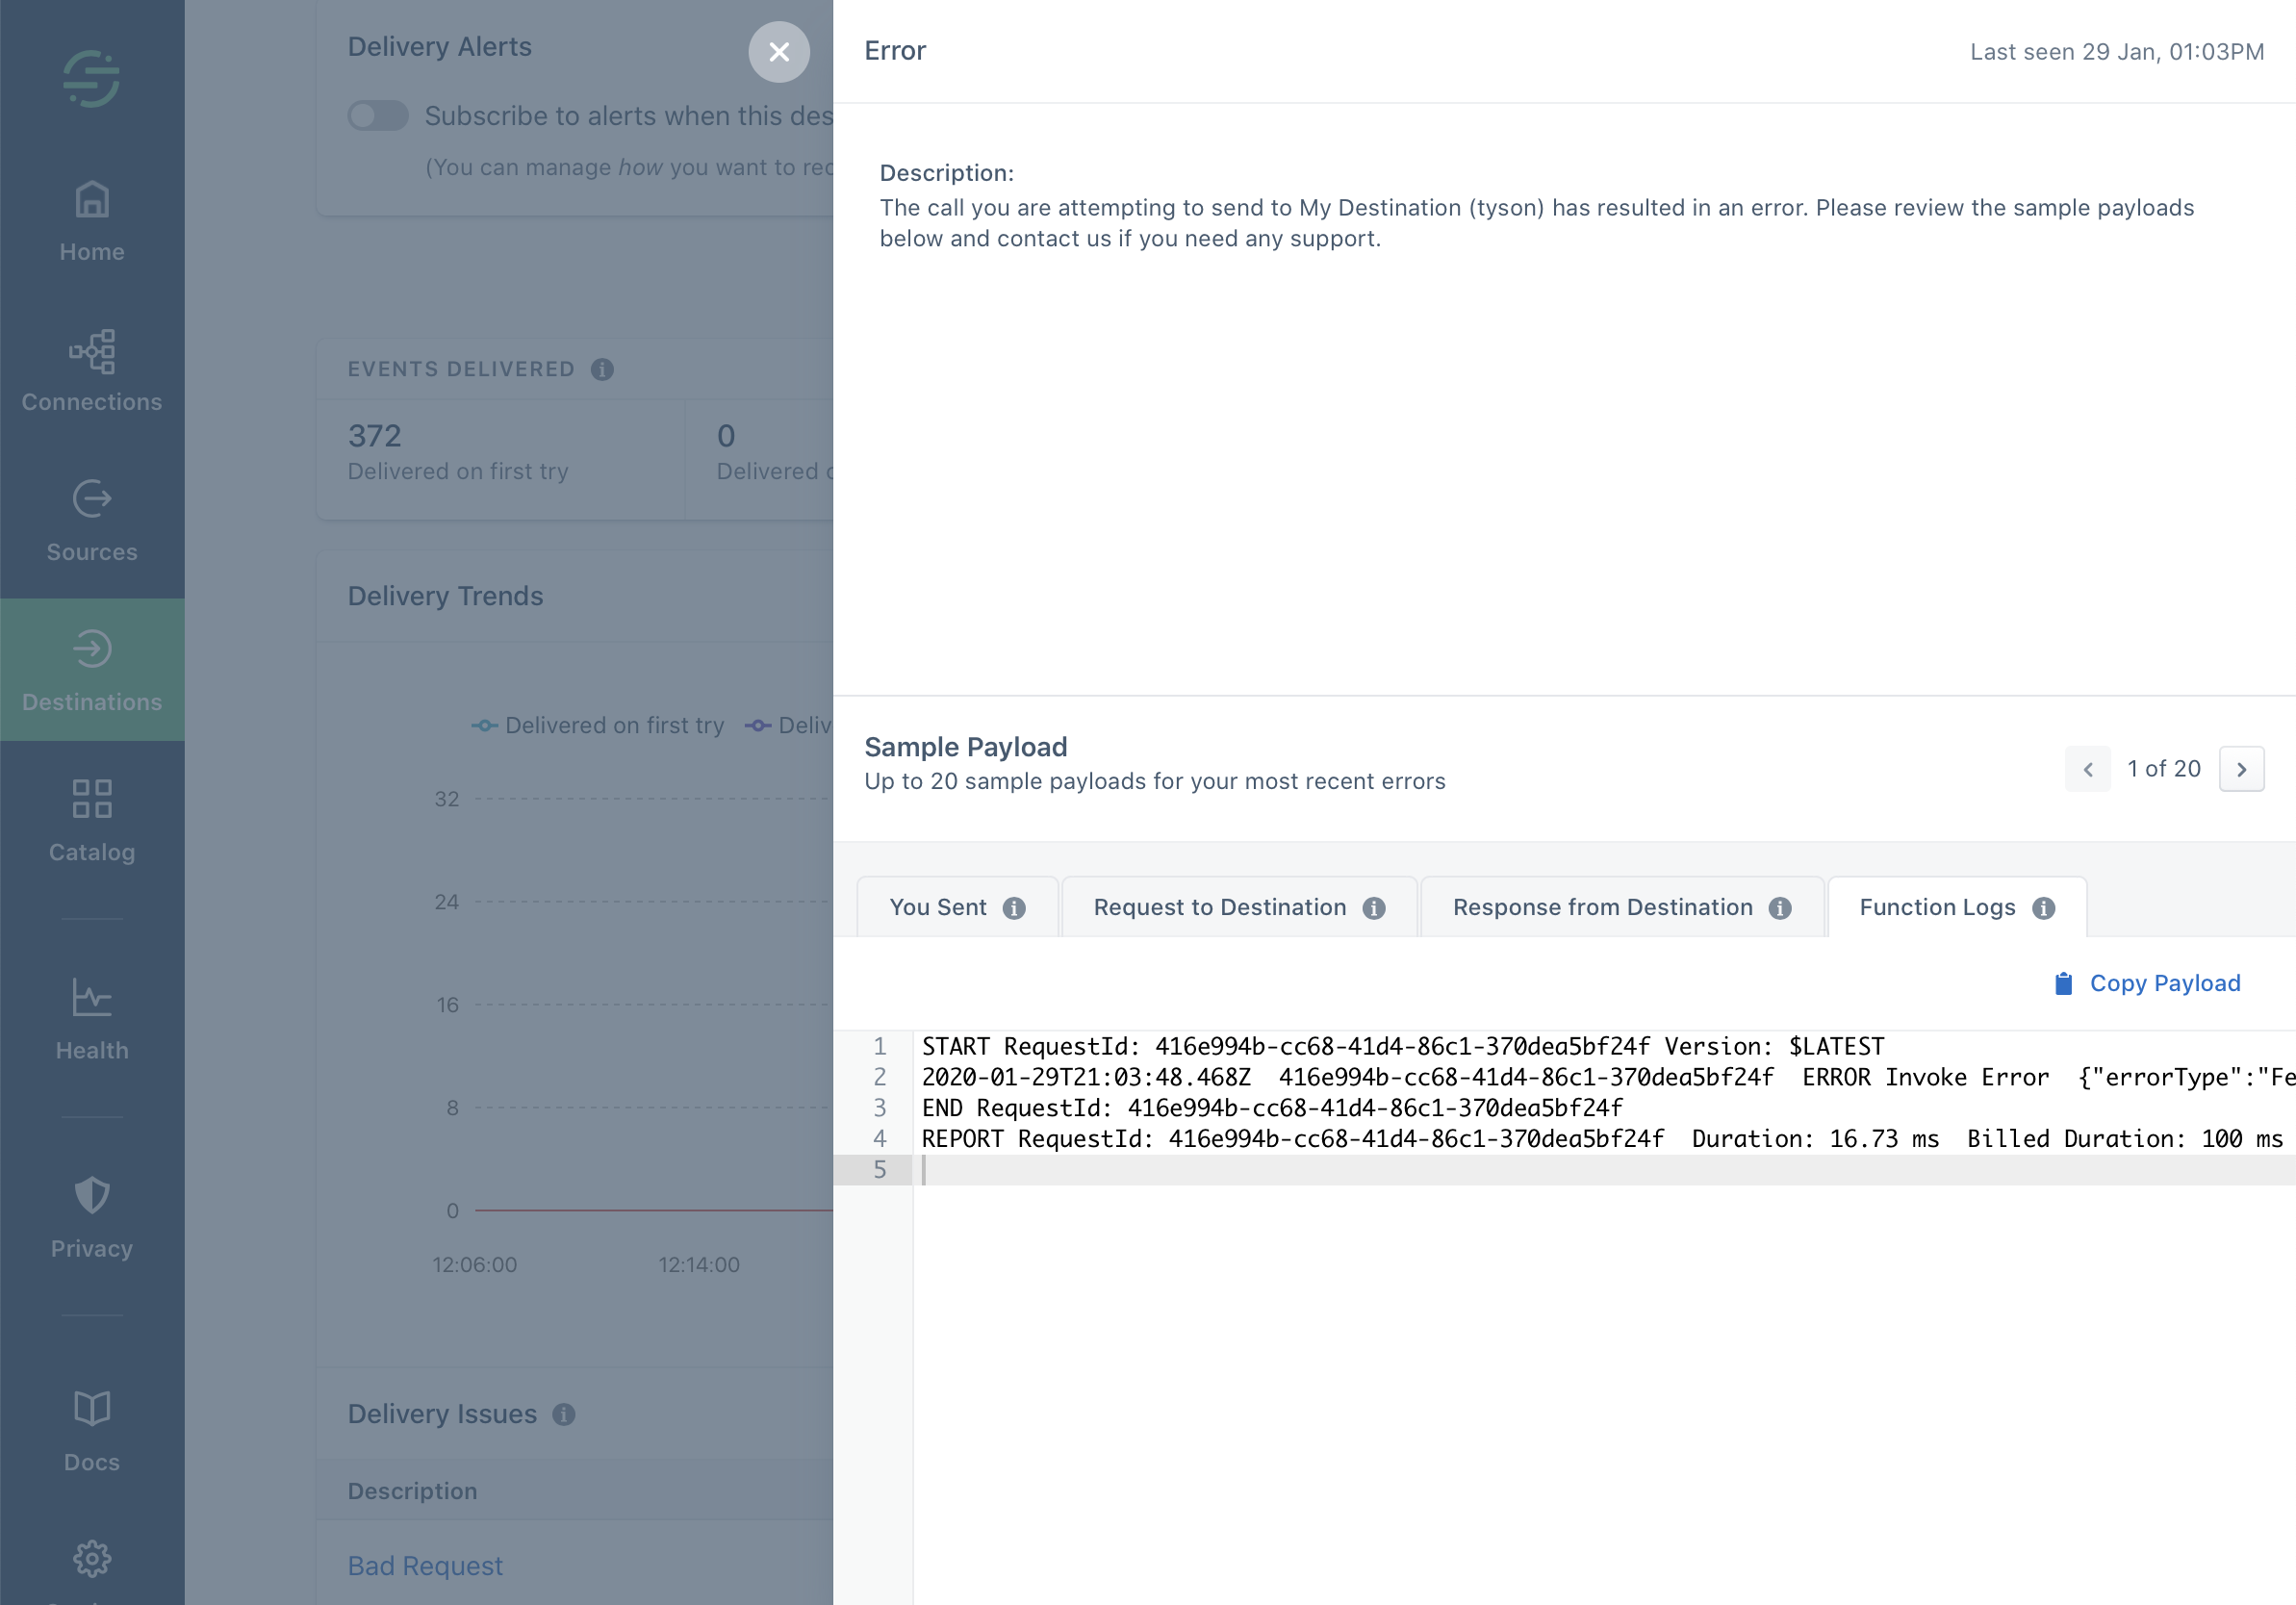 Home
Connections
Sources
Destinations
Catalog
Health
Privacy
Docs
Delivery Alerts
Subscribe to alerts when this des
(You can manage how you want to rec
EVENTS DELIVERED
372
Delivered on first try
0
Delivered
Delivery Trends
Delivered on first try
Deliv
32
24
16
8
0
12:06:00 12:14:00
Delivery Issues
Description
Bad Request
Error
Last seen 29 Jan, 01:03PM
Description:
The call you are attempting to send to My Destination (tyson) has resulted in an error. Please review the sample payloads
below and contact us if you need any support.
Sample Payload
Up to 20 sample payloads for your most recent errors
1 of 20
You Sent
Request to Destination
Response from Destination
Function Logs
Copy Payload
1 START RequestId: 416e994b-cc68-41d4-86c1-370dea5bf24f Version: $LATEST
2 2020-01-29T21:03:48.468Z 416e994b-cc68-41d4-86c1-370dea5bf24f ERROR Invoke Error {"errorType":"Fe
3 END RequestId: 416e994b-cc68-41d4-86c1-370dea5bf24f
4 REPORT RequestId: 416e994b-cc68-41d4-86c1-370dea5bf24f Duration: 16.73 ms Billed Duration: 100 ms
5